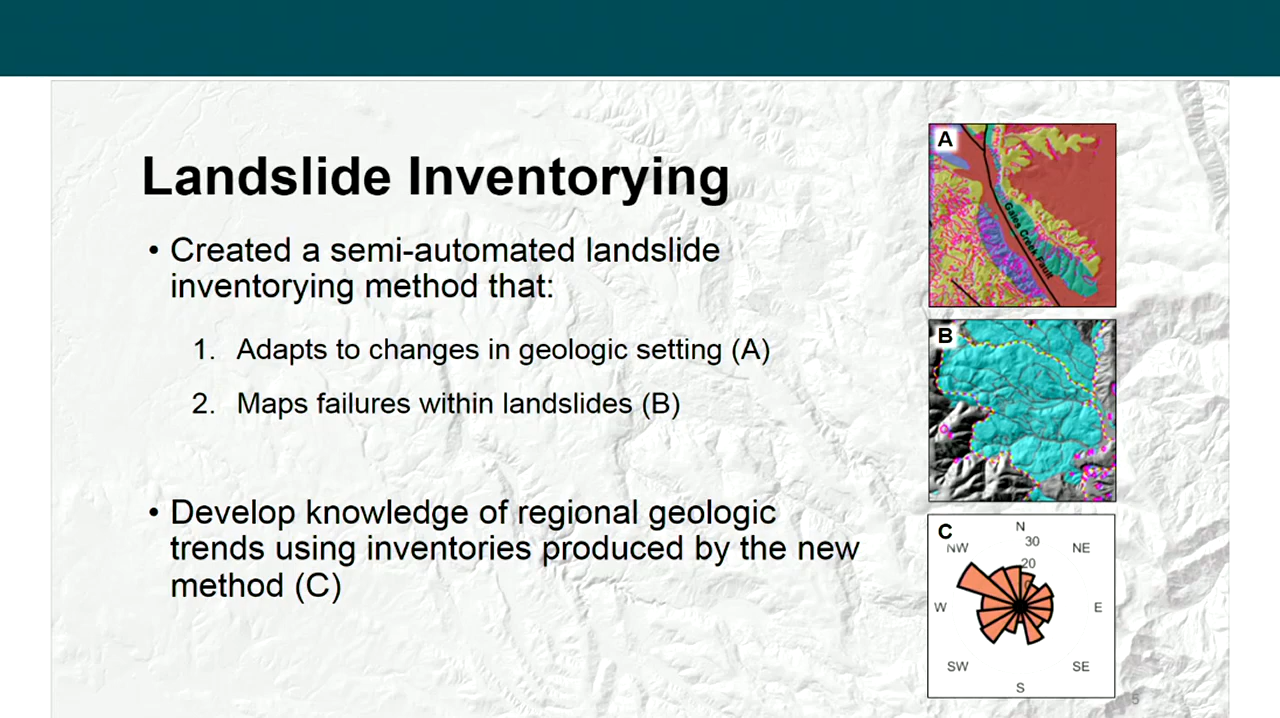 Landslide Inventorying
• Created a semi-automated landslide
inventorying method that:
1. Adapts to changes in geologic setting (A)
2. Maps failures within landslides (B)
• Develop knowledge of regional geologic
trends using inventories produced by the new
method (C)
A
Gales Creek Fault
B
C
N
30
NW
NE
20
W
E
SW
SE
S
5